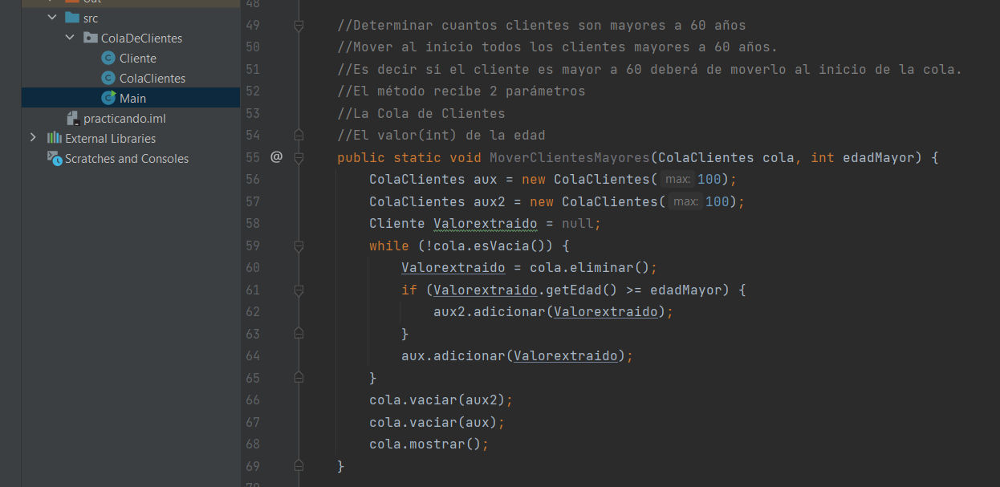 out
src
ColaDeClientes
Cliente
ColaClientes
Main
practicando.iml
External Libraries
Scratches and Consoles
48
49 //Determinar cuantos clientes son mayores a 60 años
50 //Mover al inicio todos los clientes mayores a 60 años.
51 //Es decir si el cliente es mayor a 60 deberá de moverlo al inicio de la cola.
52 //El método recibe 2 parámetros
53 //La Cola de Clientes
54 //El valor(int) de la edad
55 @ public static void MoverClientesMayores(ColaClientes cola, int edadMayor) {
56 ColaClientes aux = new ColaClientes( max: 100);
57 ColaClientes aux2 = new ColaClientes( max: 100);
58 Cliente Valorextraido = null;
59 while (!cola.esVacia()) {
60 Valorextraido = cola.eliminar();
61 if (Valorextraido.getEdad() >= edadMayor) {
62 aux2.adicionar(Valorextraido);
63 }
64 aux.adicionar(Valorextraido);
65 }
66 cola.vaciar(aux2);
67 cola.vaciar(aux);
68 cola.mostrar();
69 }
70